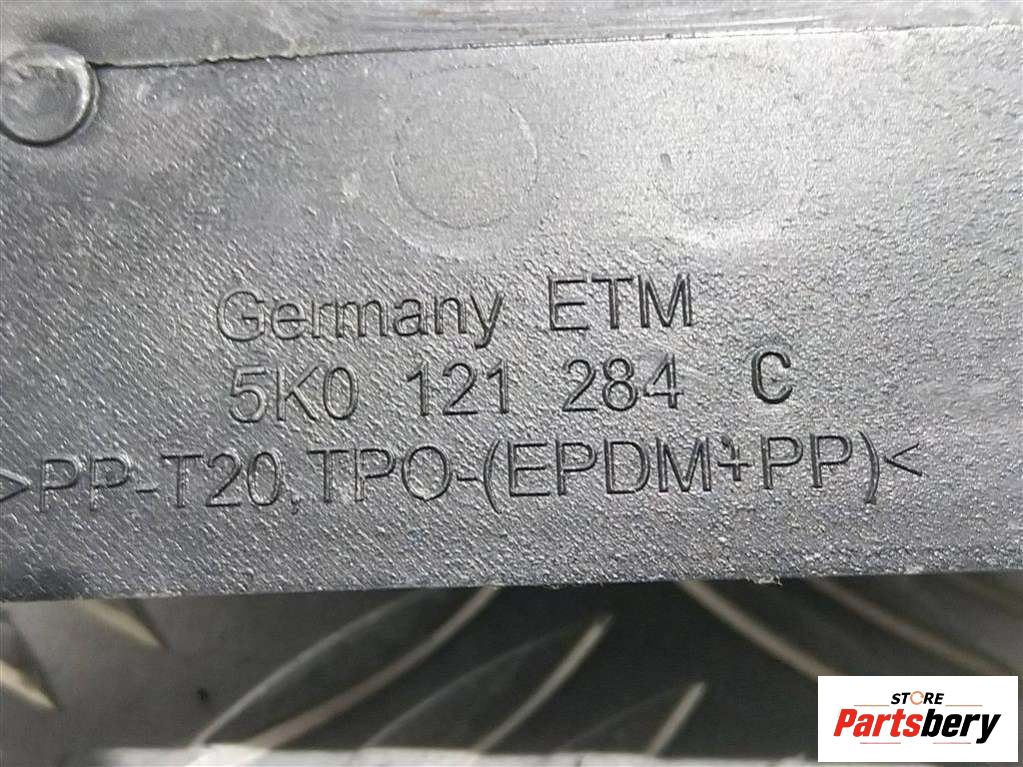 Germany ETM
5K0 121 284 C
>PP-T20,TPO-(EPDM+PP)<
STORE
Partsbery